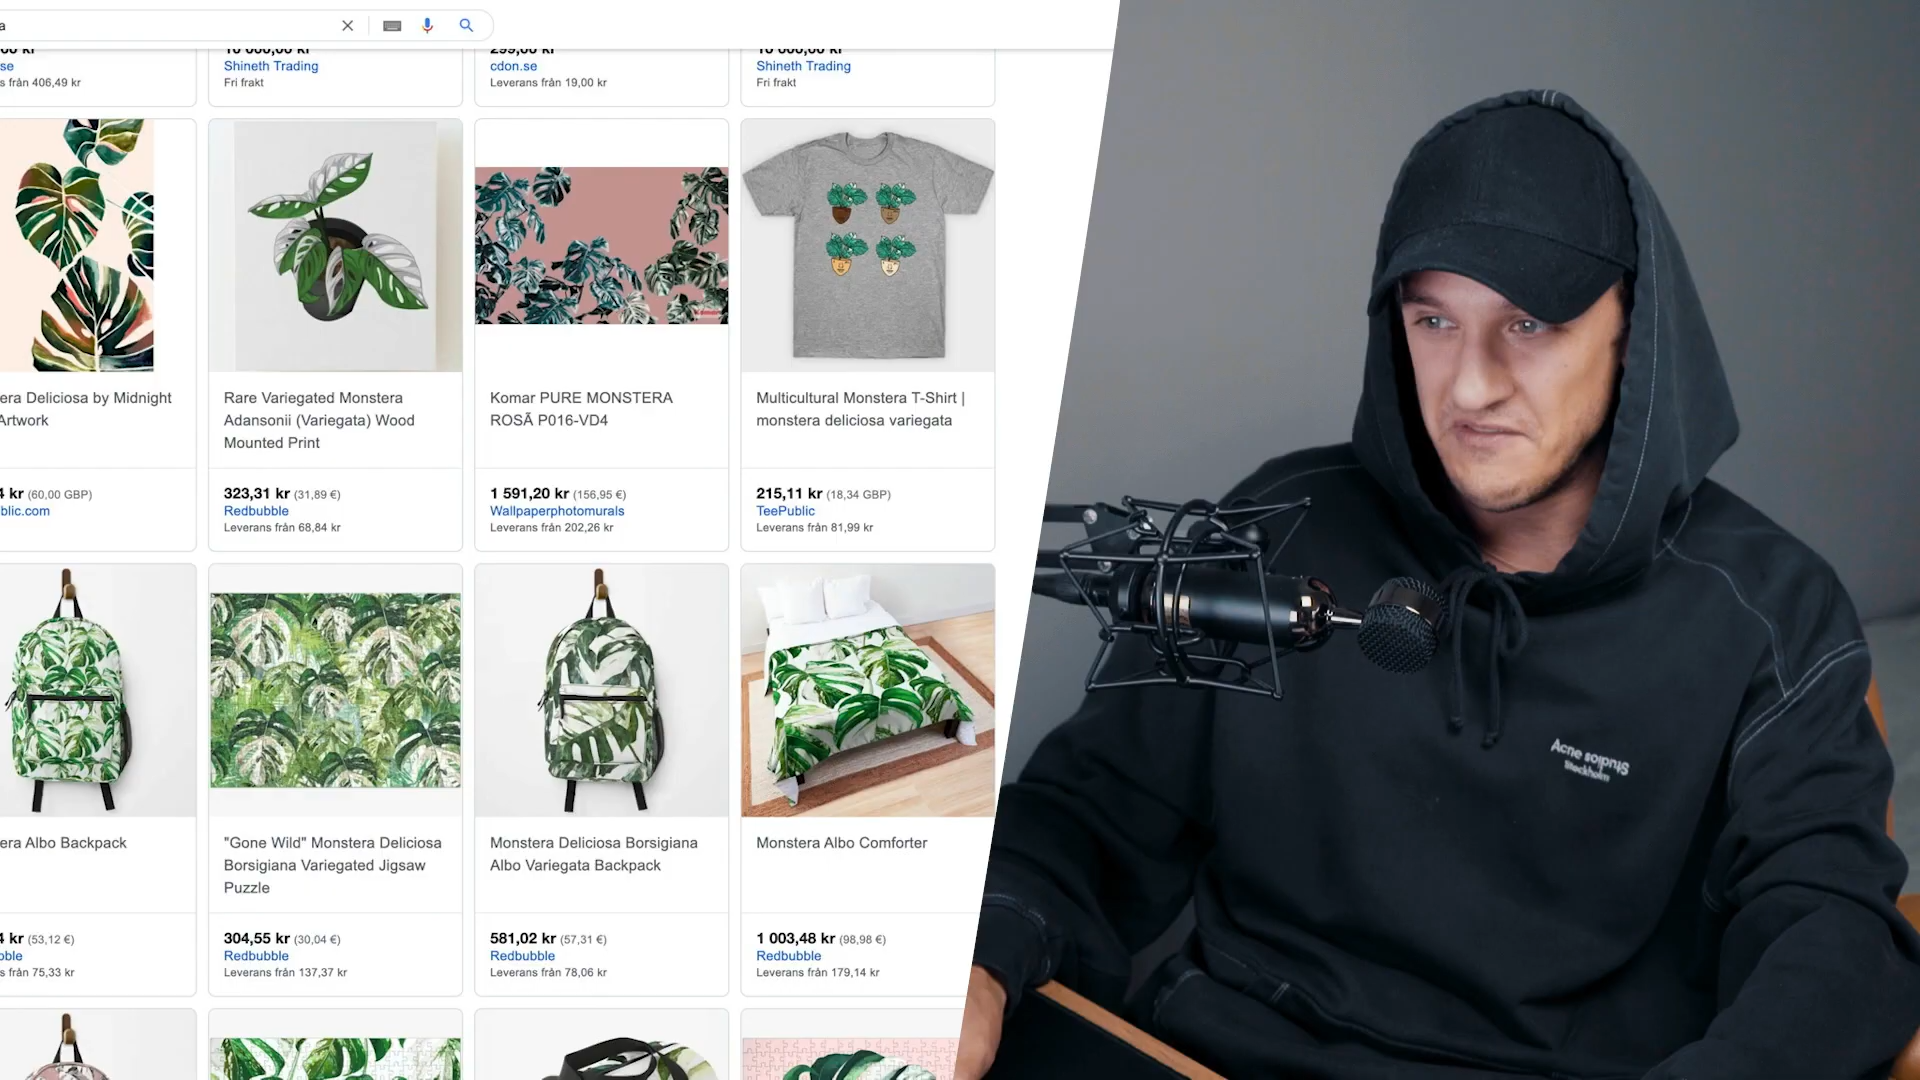 a
se
Shineth Trading
cdon.se
Shineth Trading
s från 406,49 kr
Fri frakt
Leverans från 19,00 kr
Fri frakt
era Deliciosa by Midnight
Artwork
Rare Variegated Monstera
Adansonii (Variegata) Wood
Mounted Print
Komar PURE MONSTERA
ROSÃ P016-VD4
Multicultural Monstera T-Shirt |
monstera deliciosa variegata
4 kr (60,00 GBP)
blic.com
323,31 kr (31,89 €)
Redbubble
Leverans från 68,84 kr
1 591,20 kr (156,95 €)
Wallpaperphotomurals
Leverans från 202,26 kr
215,11 kr (18,34 GBP)
TeePublic
Leverans från 81,99 kr
era Albo Backpack
"Gone Wild" Monstera Deliciosa
Borsigiana Variegated Jigsaw
Puzzle
Monstera Deliciosa Borsigiana
Albo Variegata Backpack
Monstera Albo Comforter
4 kr (53,12 €)
bble
s från 75,33 kr
304,55 kr (30,04 €)
Redbubble
Leverans från 137,37 kr
581,02 kr (57,31 €)
Redbubble
Leverans från 78,06 kr
1 003,48 kr (98,98 €)
Redbubble
Leverans från 179,14 kr
Acne Studios
Stockholm